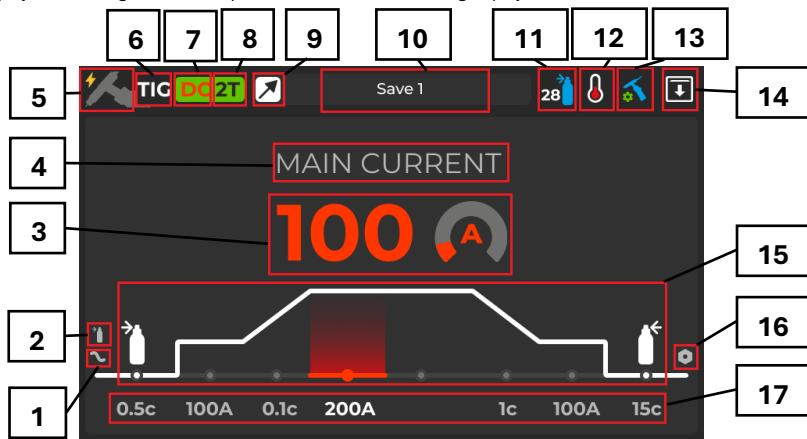 6 7 8 9 10 11 12 13
5 TIG DC 2T Save 1 28 14
4 MAIN CURRENT
3 100 A
15
2 16
1 0.5c 100A 0.1c 200A 1c 100A 15c 17